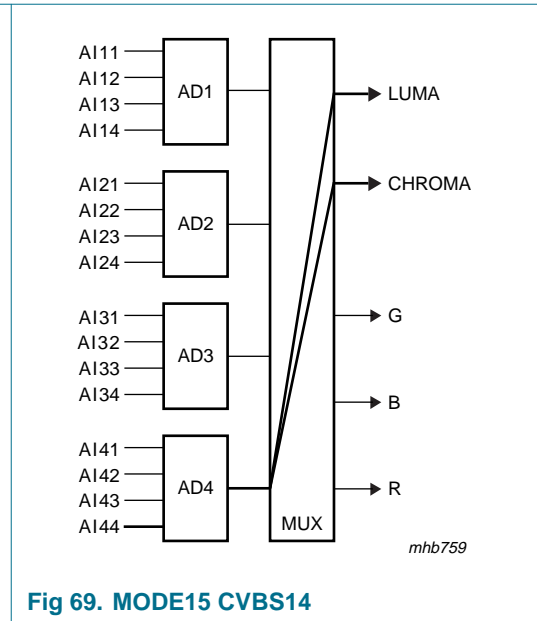 AI11
AI12
AI13
AI14
AD1
AI21
AI22
AI23
AI24
AD2
AI31
AI32
AI33
AI34
AD3
AI41
AI42
AI43
AI44
AD4
MUX
LUMA
CHROMA
G
B
R
mhb759
Fig 69. MODE15 CVBS14